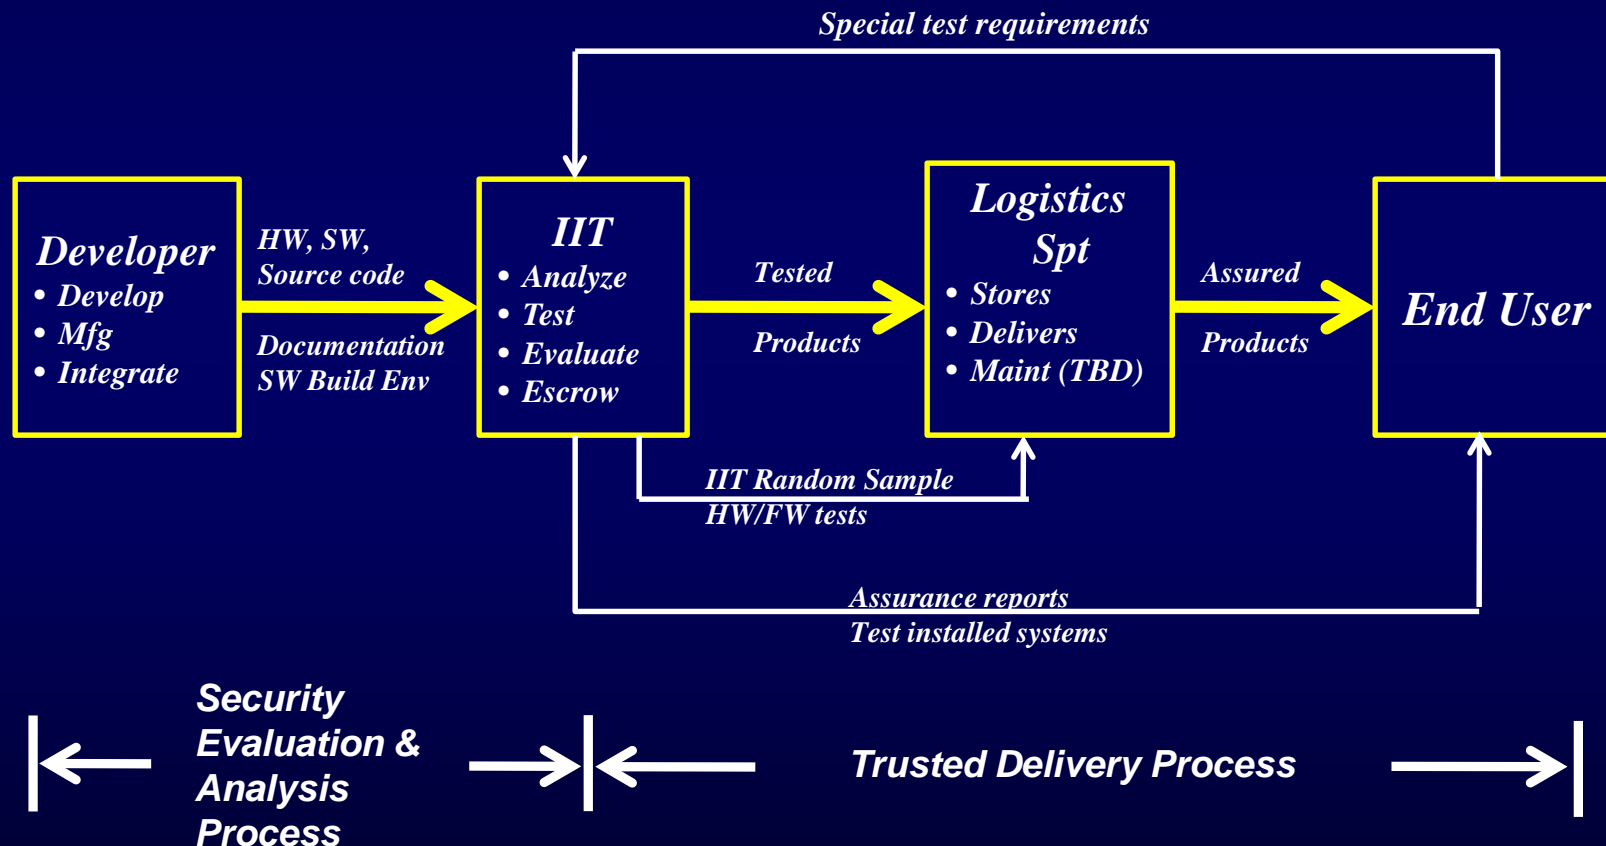 Special test requirements
Developer
• Develop
• Mfg
• Integrate
HW, SW,
Source code
Documentation
SW Build Env
IIT
• Analyze
• Test
• Evaluate
• Escrow
Tested
Products
Logistics
Spt
• Stores
• Delivers
• Maint (TBD)
Assured
Products
End User
IIT Random Sample
HW/FW tests
Assurance reports
Test installed systems
Security
Evaluation &
Analysis
Process
Trusted Delivery Process